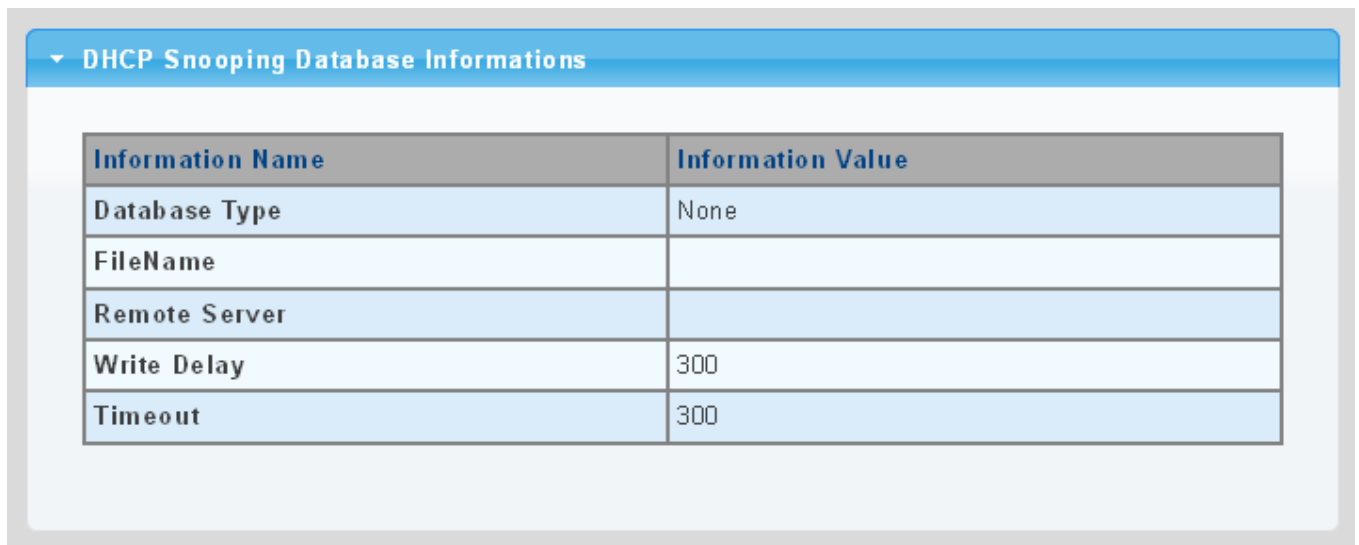 DHCP Snooping Database Informations
Information Name Information Value
Database Type None
FileName
Remote Server
Write Delay 300
Timeout 300